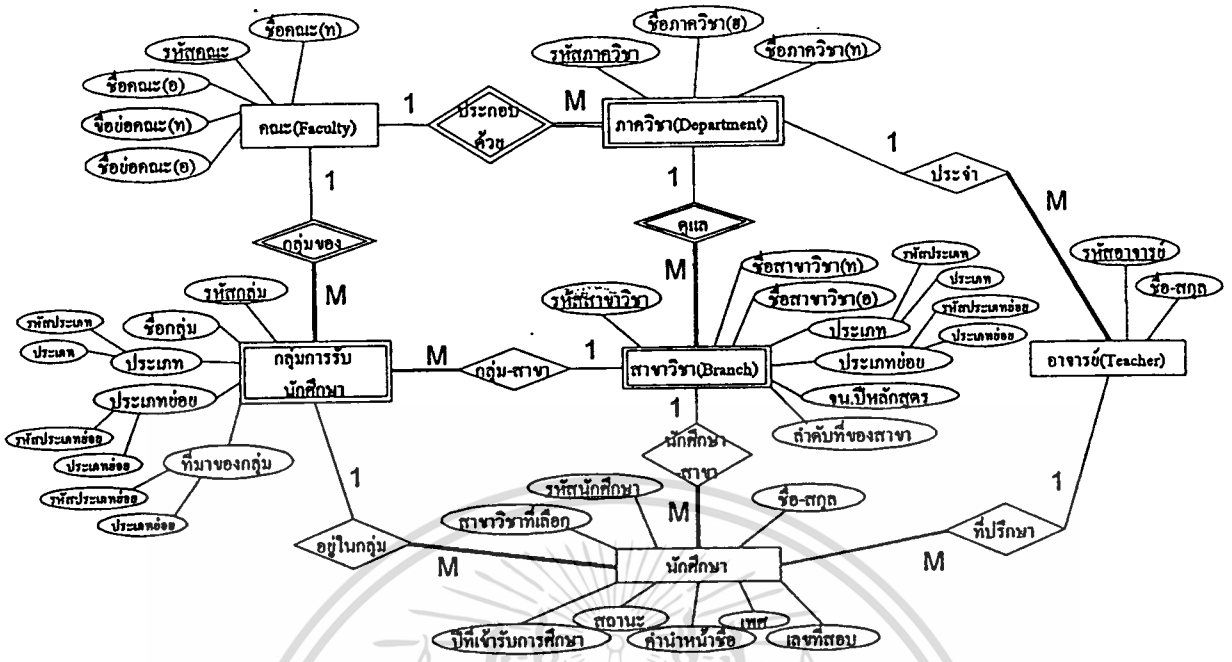 ชื่อคณะ(ท)
รหัสคณะ
ชื่อคณะ(อ)
ชื่อย่อคณะ(ท)
ชื่อย่อคณะ(อ)
คณะ(Faculty)
1
ประกอบ
ด้วย
M
ชื่อภาควิชา(อ)
รหัสภาควิชา
ชื่อภาควิชา(ท)
ภาควิชา(Department)
1
ประจำ
M
1
กลุ่มของ
M
1
ดูแล
M
รหัสอาจารย์
ชื่อ-สกุล
อาจารย์(Teacher)
รหัสกลุ่ม
ชื่อกลุ่ม
รหัสประเภท
ประเภท
ประเภท
ประเภทย่อย
รหัสประเภทย่อย
ประเภทย่อย
ที่มาของกลุ่ม
รหัสประเภทย่อย
ประเภทย่อย
กลุ่มการรับ
นักศึกษา
M
กลุ่ม-สาขา
1
รหัสสาขาวิชา
ชื่อสาขาวิชา(ท)
ชื่อสาขาวิชา(อ)
รหัสประเภท
ประเภท
ประเภท
รหัสประเภทย่อย
ประเภทย่อย
ประเภทย่อย
จน.ปีหลักสูตร
ลำดับที่ของสาขา
สาขาวิชา(Branch)
1
นักศึกษา
-สาขา
M
1
อยู่ในกลุ่ม
M
1
ที่ปรึกษา
M
รหัสนักศึกษา
สาขาวิชาที่เลือก
ชื่อ-สกุล
นักศึกษา
ปีที่เข้ารับการศึกษา
สถานะ
คำนำหน้าชื่อ
เพศ
เลขที่สอบ